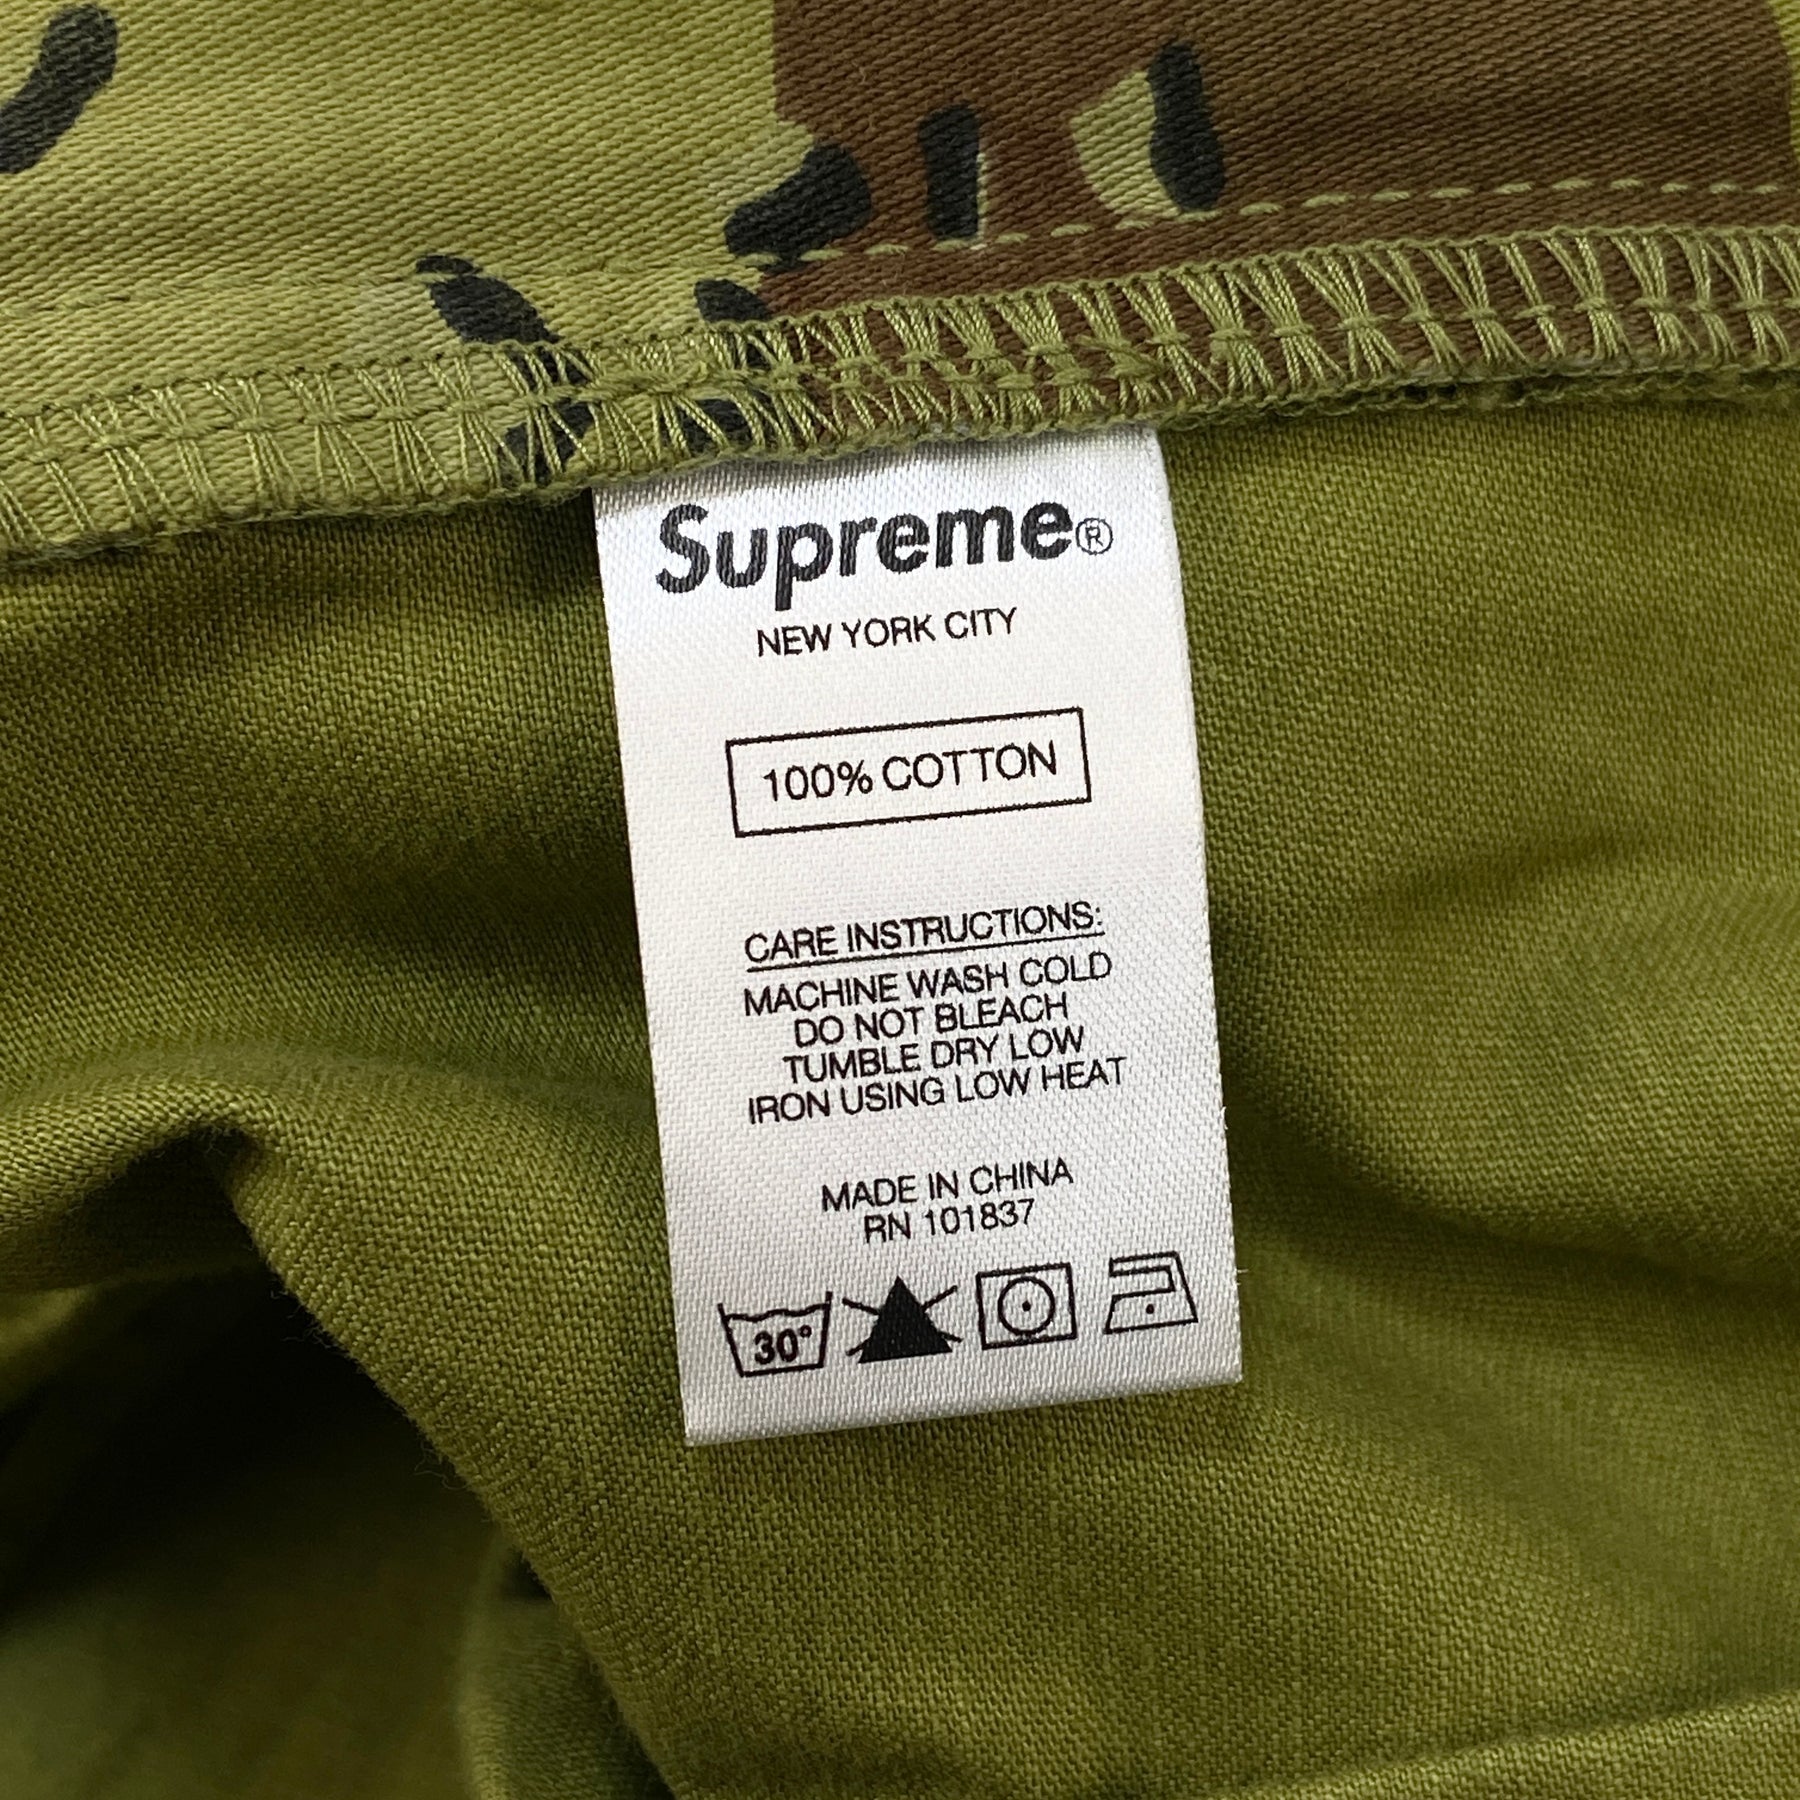 Supreme®
NEW YORK CITY
100% COTTON
CARE INSTRUCTIONS:
MACHINE WASH COLD
DO NOT BLEACH
TUMBLE DRY LOW
IRON USING LOW HEAT
MADE IN CHINA
RN 101837
30°